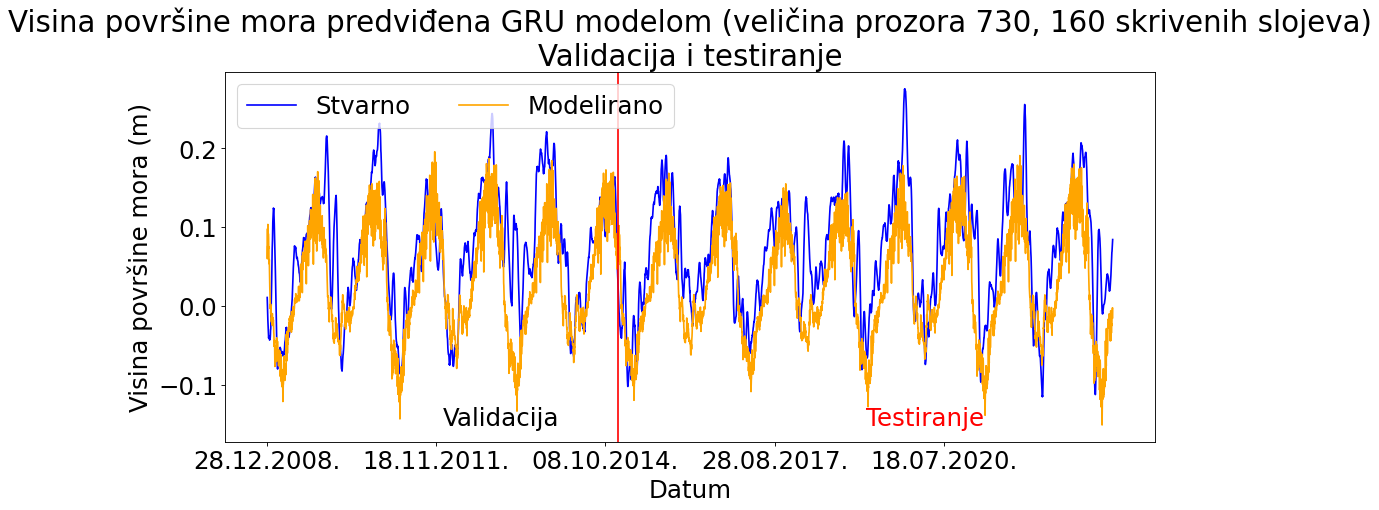 Visina površine mora predviđena GRU modelom (veličina prozora 730, 160 skrivenih slojeva)
Validacija i testiranje
Stvarno
Modelirano
Visina površine mora (m)
0.2
0.1
0.0
−0.1
Validacija
Testiranje
28.12.2008.
18.11.2011.
08.10.2014.
28.08.2017.
18.07.2020.
Datum